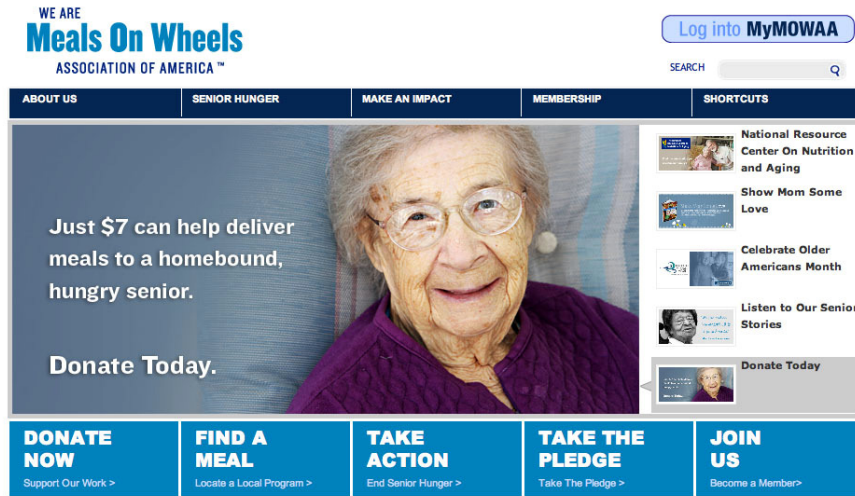 WE ARE
Meals On Wheels
ASSOCIATION OF AMERICA ™
Log into MyMOWAA
SEARCH
ABOUT US
SENIOR HUNGER
MAKE AN IMPACT
MEMBERSHIP
SHORTCUTS
Just $7 can help deliver
meals to a homebound,
hungry senior.
Donate Today.
National Resource
Center On Nutrition
and Aging
Show Mom Some
Love
Celebrate Older
Americans Month
Listen to Our Senior
Stories
Donate Today
DONATE
NOW
Support Our Work >
FIND A
MEAL
Locate a Local Program >
TAKE
ACTION
End Senior Hunger >
TAKE THE
PLEDGE
Take The Pledge >
JOIN
US
Become a Member>